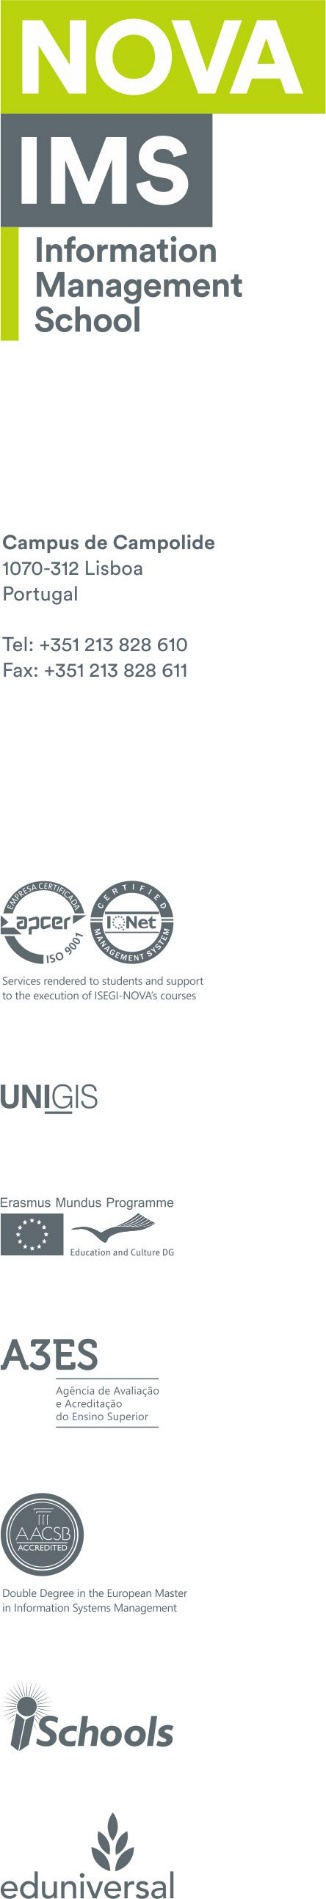 NOVA
IMS
Information
Management
School
Campus de Campolide
1070-312 Lisboa
Portugal
Tel: +351 213 828 610
Fax: +351 213 828 611
EMPRESA CERTIFICADA
apcer
ISO 9001
CERTIFIED
IQNet
MANAGEMENT SYSTEM
Services rendered to students and support
to the execution of ISEGI-NOVA's courses
UNIGIS
Erasmus Mundus Programme
Education and Culture DG
A3ES
Agência de Avaliação
e Acreditação
do Ensino Superior
AACSB
ACCREDITED
Double Degree in the European Master
in Information Systems Management
iSchools
eduniversal